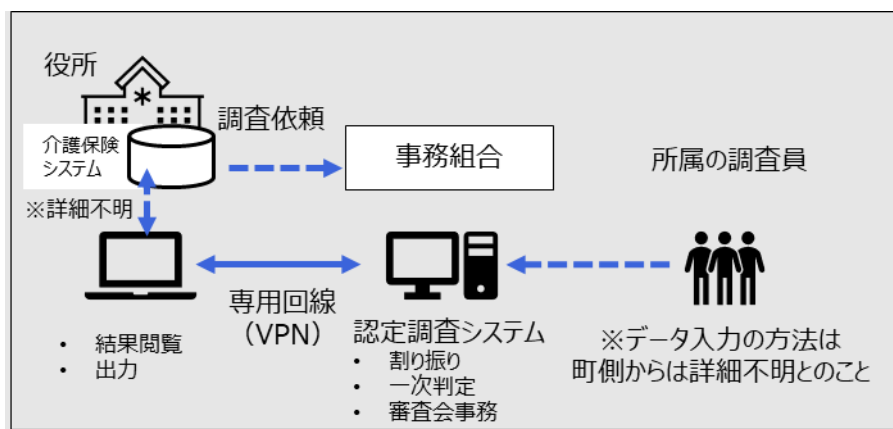 役所
調査依頼
介護保険
システム
事務組合
所属の調査員
※詳細不明
専用回線
（VPN）
• 結果閲覧
• 出力
認定調査システム
• 割り振り
• 一次判定
• 審査会事務
※データ入力の方法は
町側からは詳細不明とのこと